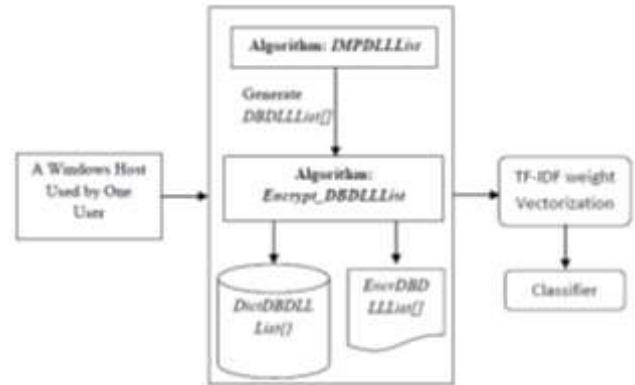 Algorithm: IMPDLLList
Generate
DBDLLList[]
A Windows Host
Used by One
User
Algorithm:
Encrypt_DBDLLList
DictDBDLL
List{}
EncrDBD
LLList[]
TF-IDF weight
Vectorization
Classifier